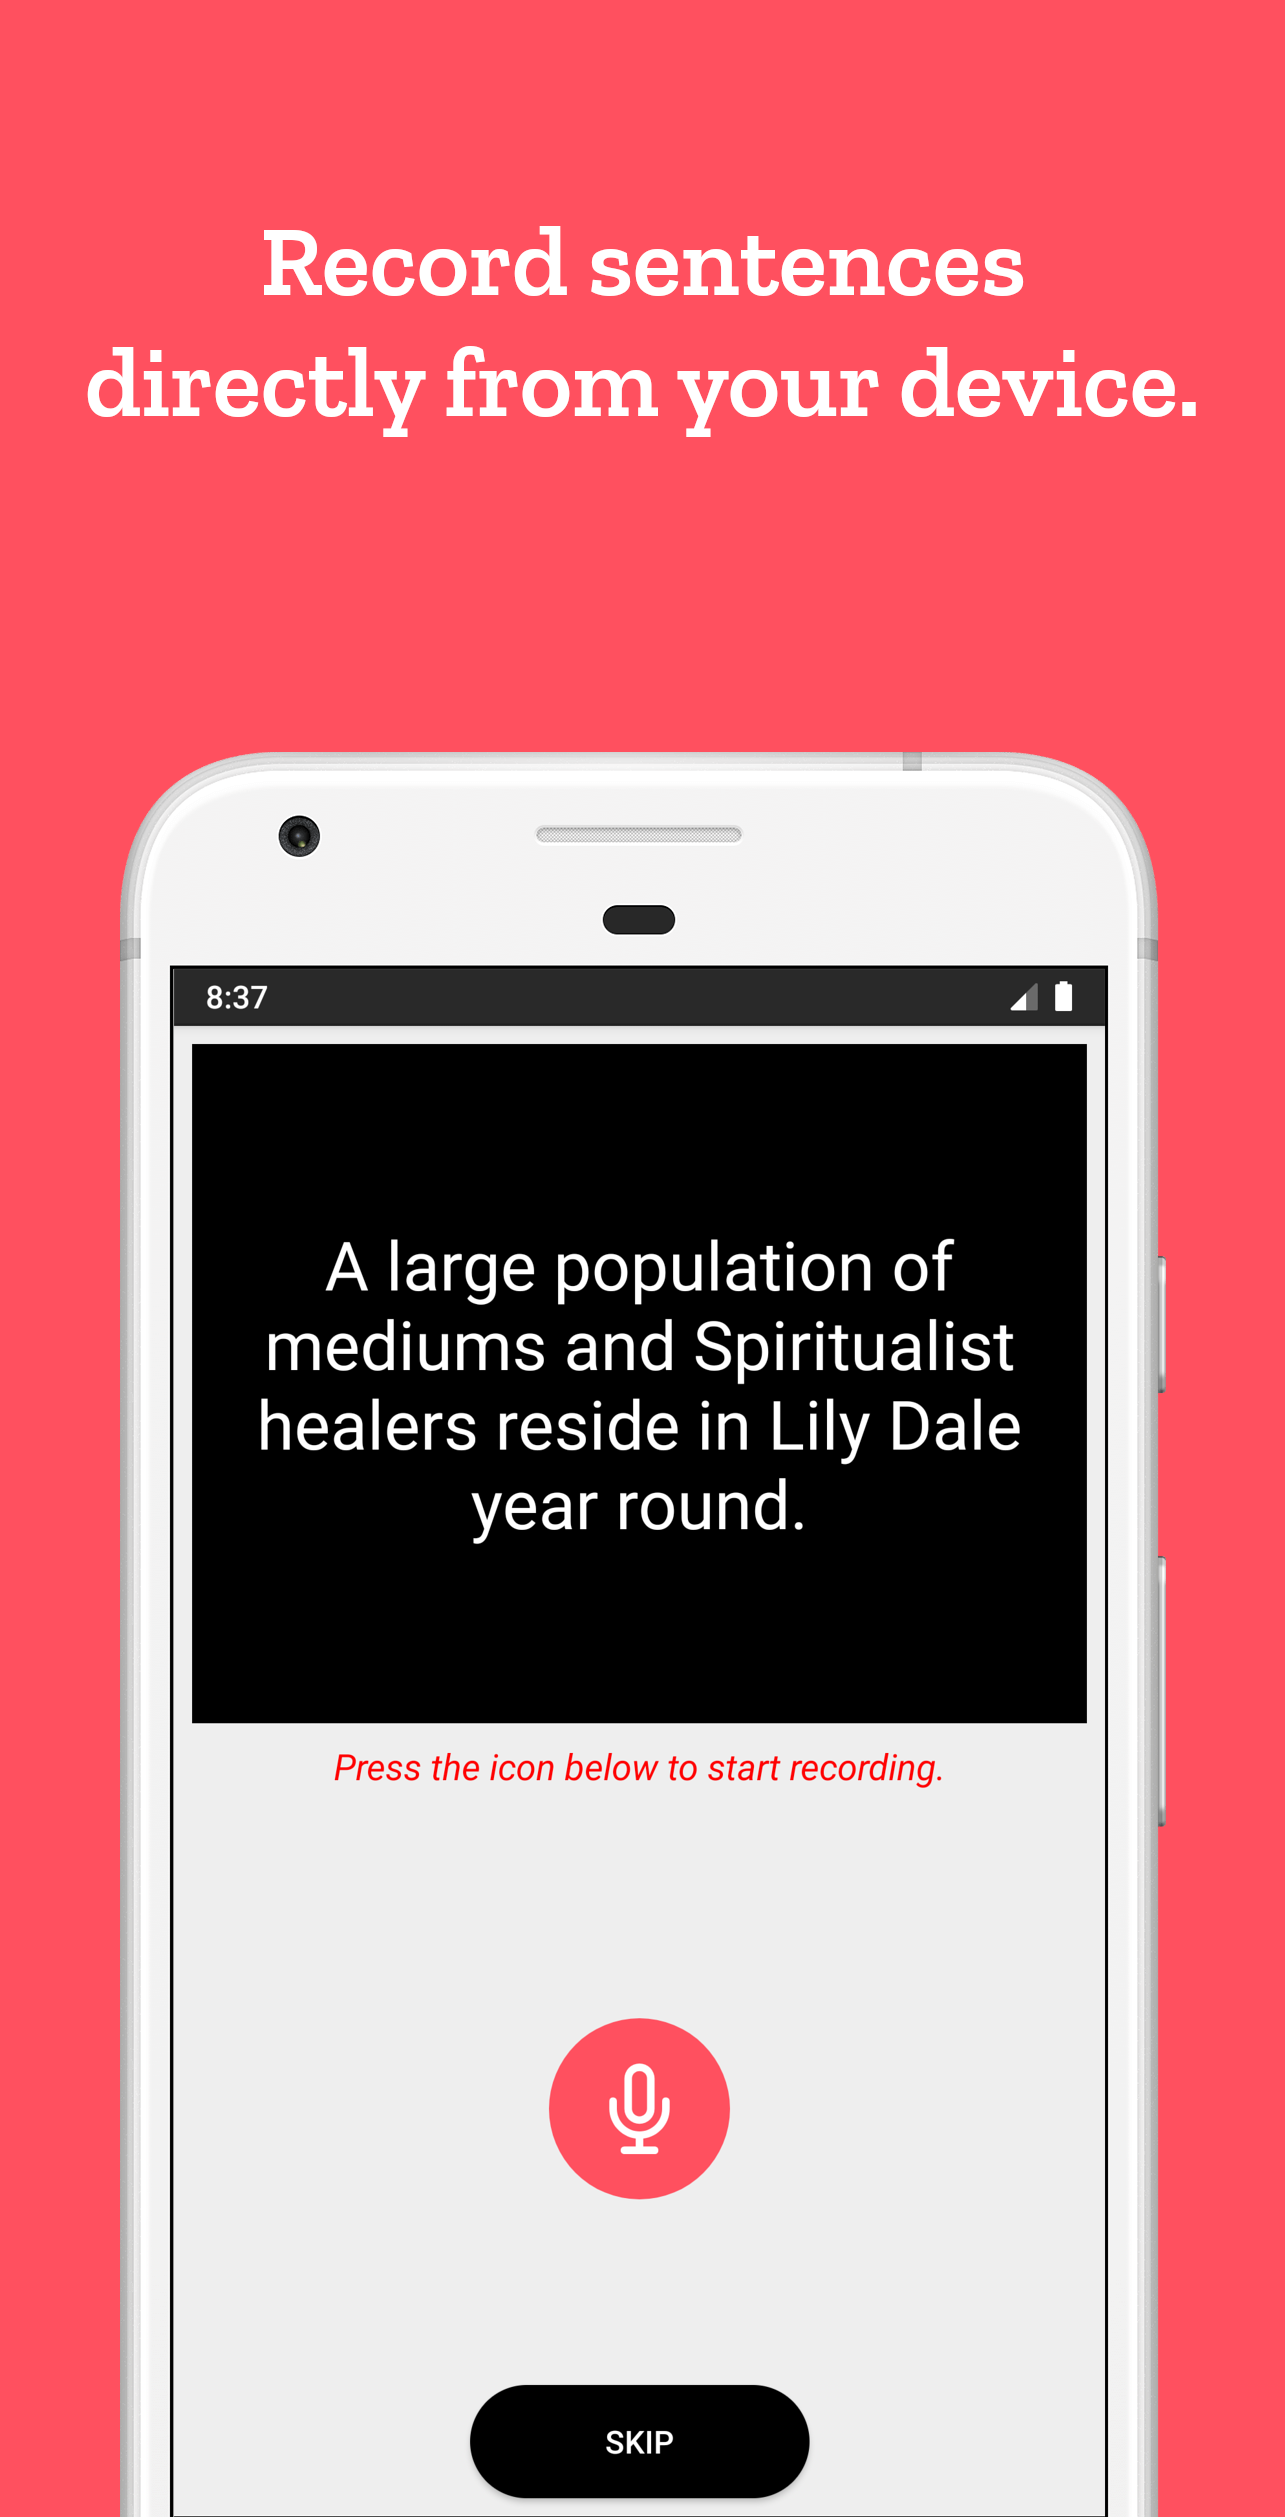 Record sentences
directly from your device.
8:37
A large population of
mediums and Spiritualist
healers reside in Lily Dale
year round.
Press the icon below to start recording.
SKIP